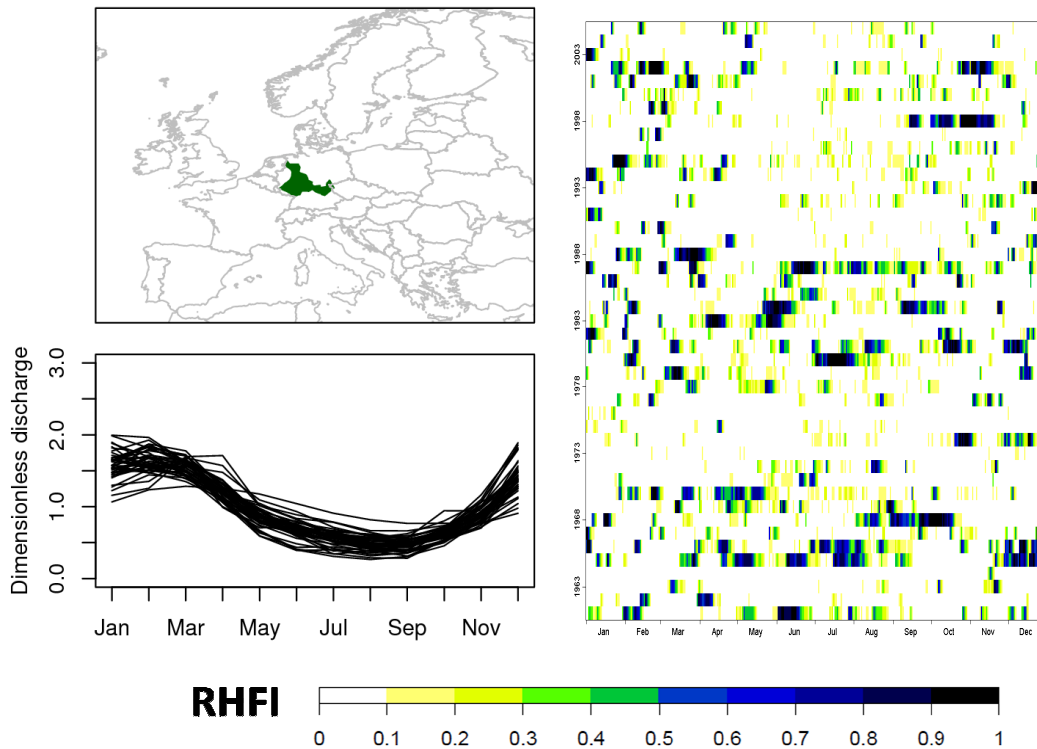 Dimensionless discharge
3.0
2.0
1.0
0.0
Jan Mar May Jul Sep Nov
2003
1998
1993
1988
1983
1978
1973
1968
1963
Jan Feb Mar Apr May Jun Jul Aug Sep Oct Nov Dec
RHFI
0 0.1 0.2 0.3 0.4 0.5 0.6 0.7 0.8 0.9 1